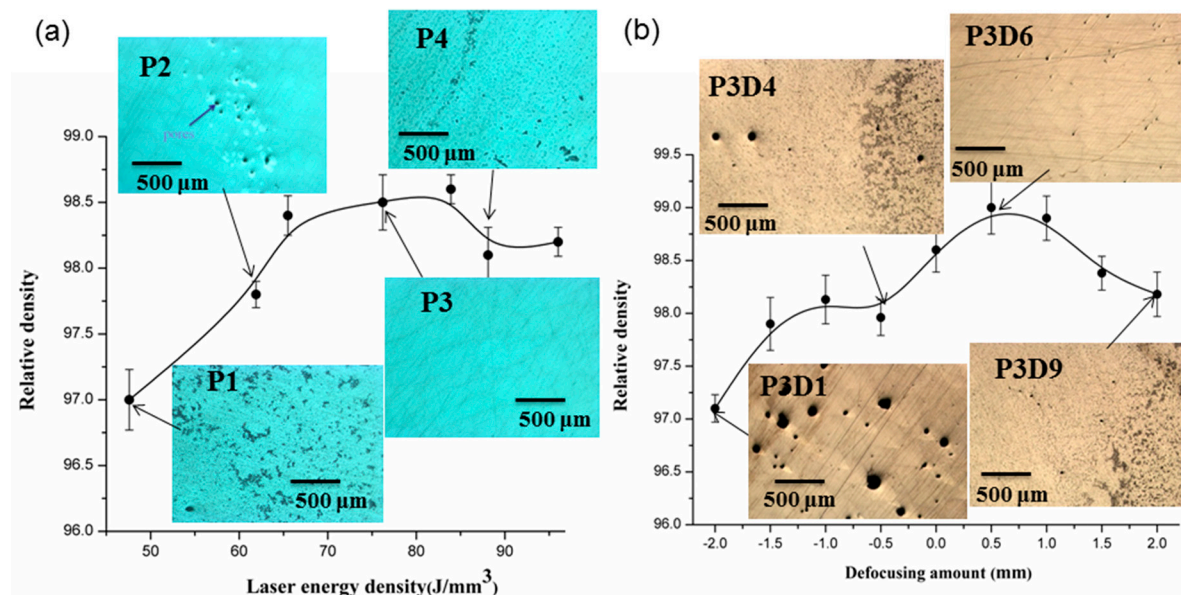 (a)
P2
pores
500 μm
P4
500 μm
P3
500 μm
P1
500 μm
99.0
98.5
98.0
97.5
97.0
96.5
96.0
Relative density
50
60
70
80
90
Laser energy density(J/mm³
(b)
P3D4
500 μm
P3D6
500 μm
P3D1
500 μm
P3D9
500 μm
99.5
99.0
98.5
98.0
97.5
97.0
96.5
96.0
Relative density
-2.0
-1.5
-1.0
-0.5
0.0
0.5
1.0
1.5
2.0
Defocusing amount (mm)